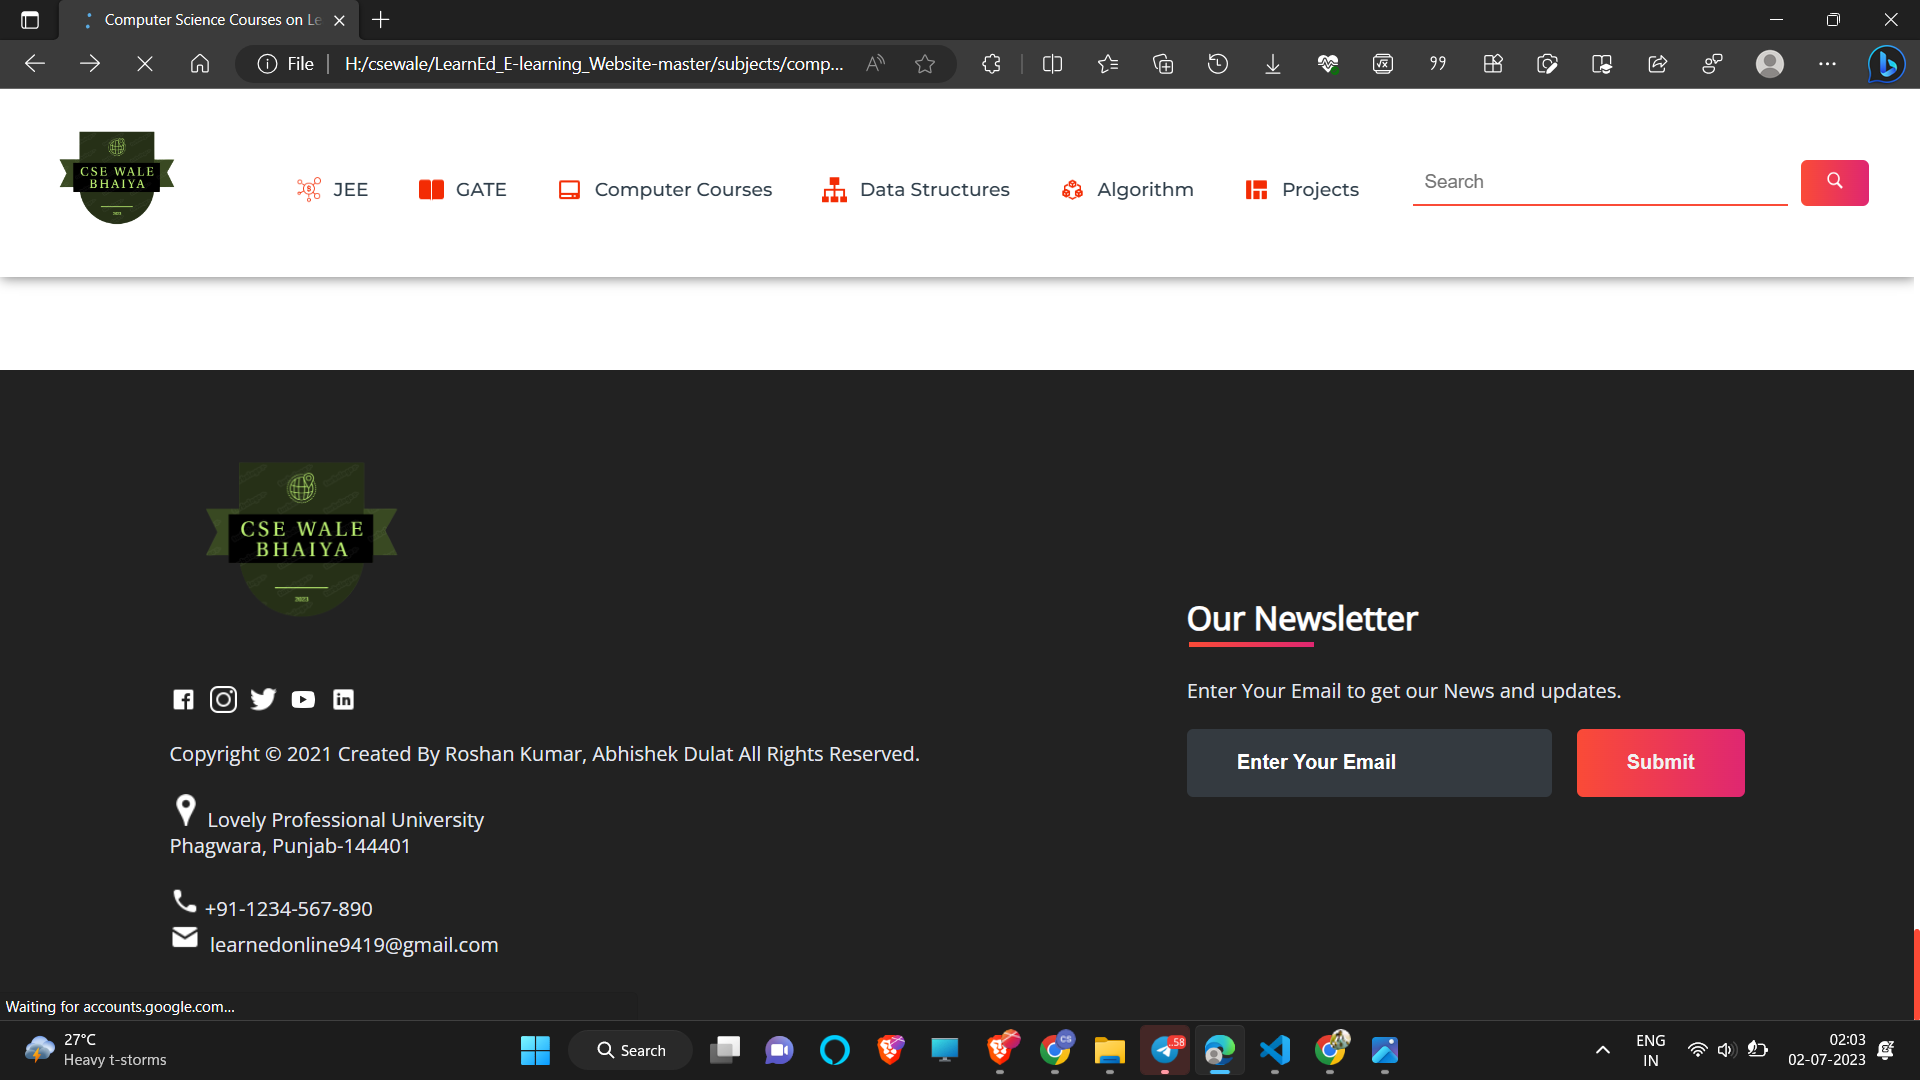 Computer Science Courses on Le
File
H:/csewale/LearnEd_E-learning_Website-master/subjects/comp...
CSE WALE
BHAIYA
2023
JEE
GATE
Computer Courses
Data Structures
Algorithm
Projects
Search
CSE WALE
BHAIYA
2023
Our Newsletter
Enter Your Email to get our News and updates.
Enter Your Email
Submit
Copyright © 2021 Created By Roshan Kumar, Abhishek Dulat All Rights Reserved.
Lovely Professional University
Phagwara, Punjab-144401
+91-1234-567-890
learnedonline9419@gmail.com
Waiting for accounts.google.com...
27°C
Heavy t-storms
Search
CS
58
ENG
IN
02:03
02-07-2023